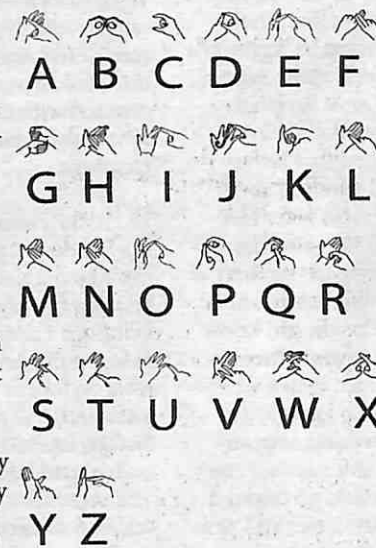 A B C D E F
G H I J K L
M N O P Q R
S T U V W X
Y Z